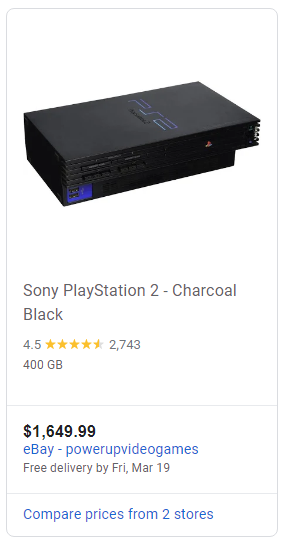 PS2
Sony PlayStation 2 - Charcoal
Black
4.5 ★★★★★ 2,743
400 GB
$1,649.99
eBay - powerupvideogames
Free delivery by Fri, Mar 19
Compare prices from 2 stores